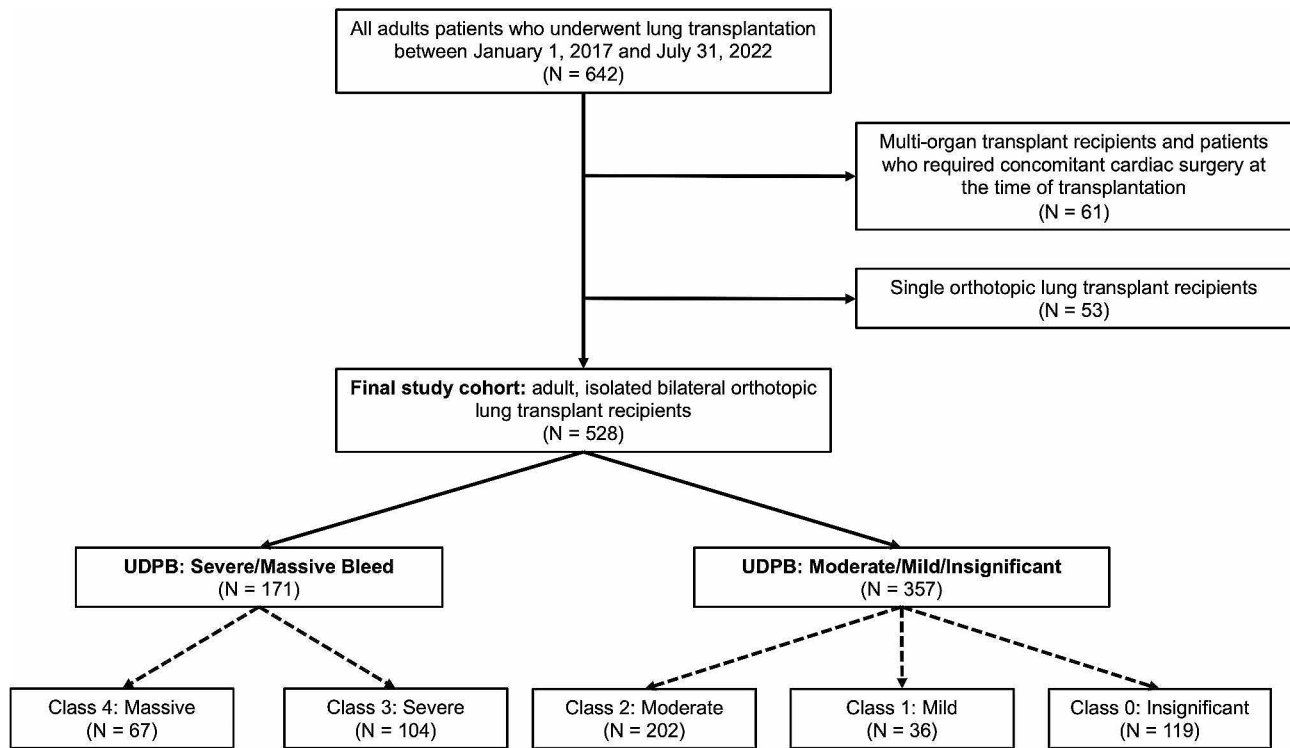 All adults patients who underwent lung transplantation
between January 1, 2017 and July 31, 2022
(N = 642)
Multi-organ transplant recipients and patients
who required concomitant cardiac surgery at
the time of transplantation
(N = 61)
Single orthotopic lung transplant recipients
(N = 53)
Final study cohort: adult, isolated bilateral orthotopic
lung transplant recipients
(N = 528)
UDPB: Severe/Massive Bleed
(N = 171)
UDPB: Moderate/Mild/Insignificant
(N = 357)
Class 4: Massive
(N = 67)
Class 3: Severe
(N = 104)
Class 2: Moderate
(N = 202)
Class 1: Mild
(N = 36)
Class 0: Insignificant
(N = 119)